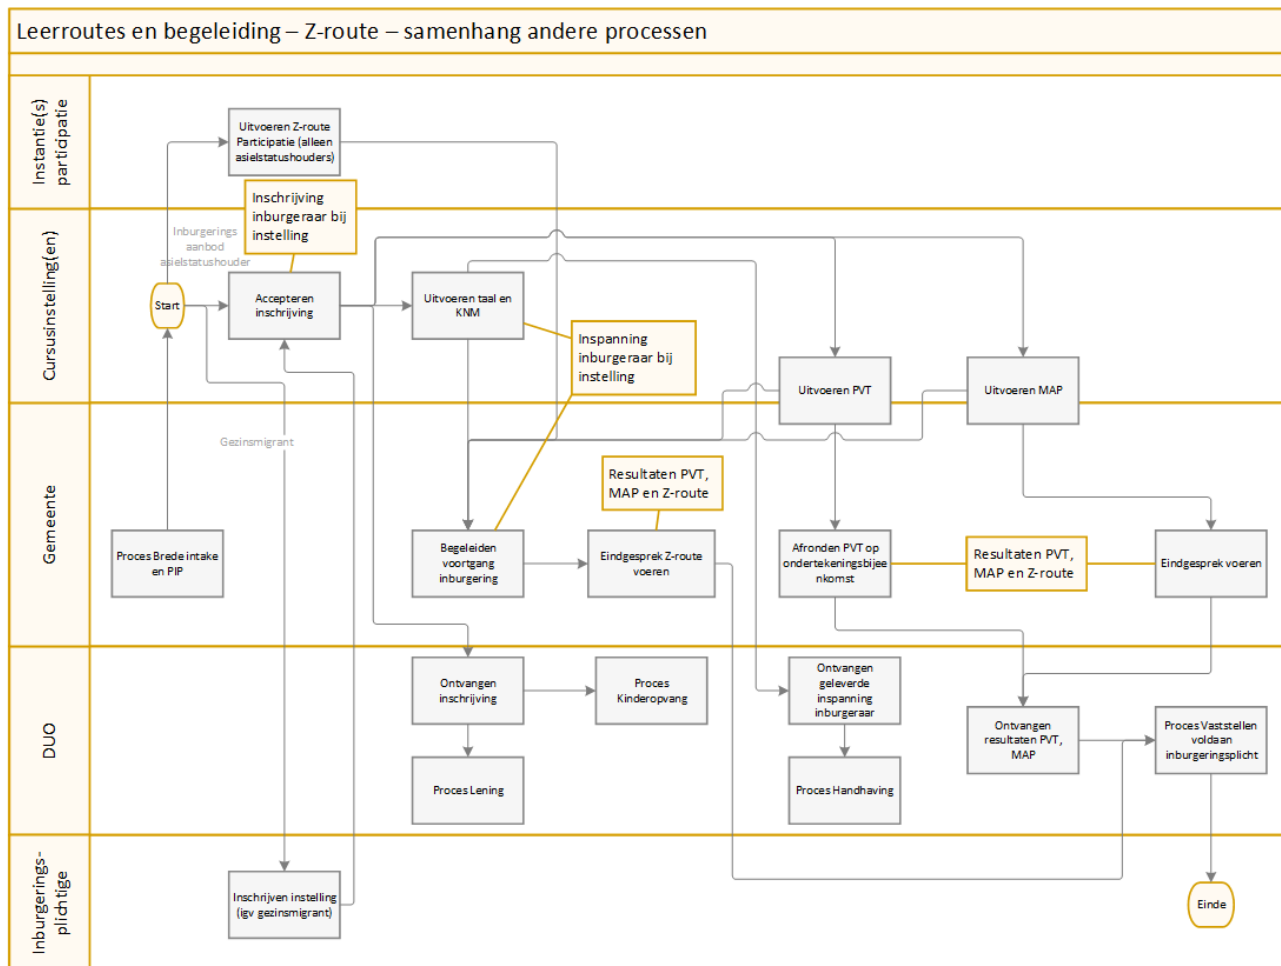 Leerroutes en begeleiding – Z-route – samenhang andere processen
Instantie(s)
participatie
Uitvoeren Z-route
Participatie (alleen
asielstatushouders)
Cursusinstelling(en)
Inschrijving
inburgeraar bij
instelling
Inburgerings
aanbod
asielstatushouder
Start
Accepteren
inschrijving
Uitvoeren taal en
KNM
Inspanning
inburgeraar bij
instelling
Uitvoeren PVT
Uitvoeren MAP
Gemeente
Gezinsmigrant
Resultaten PVT,
MAP en Z-route
Proces Brede intake
en PIP
Begeleiden
voortgang
inburgering
Eindgesprek Z-route
voeren
Afronden PVT op
ondertekeningsbijee
nkomst
Resultaten PVT,
MAP en Z-route
Eindgesprek voeren
DUO
Ontvangen
inschrijving
Proces
Kinderopvang
Ontvangen
geleverde
inspanning
inburgeraar
Ontvangen
resultaten PVT,
MAP
Proces Vaststellen
voldaan
inburgeringsplicht
Proces Lening
Proces Handhaving
Inburgerings-
plichtige
Inschrijven instelling
(igv gezinsmigrant)
Einde